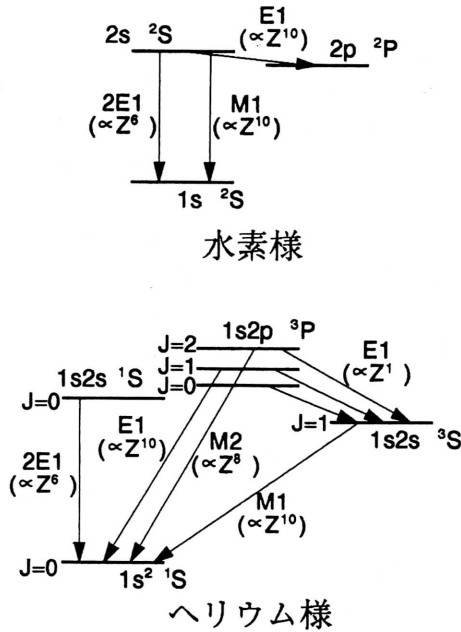 E1
(∝Z¹⁰)
2s ²S
2p ²P
2E1
(∝Z⁶)
M1
(∝Z¹⁰)
1s ²S
水素様
1s2p ³P
J=2
J=1
J=0
E1
(∝Z¹)
1s2s ¹S
J=0
J=1
1s2s ³S
E1
(∝Z¹⁰)
M2
(∝Z⁸)
2E1
(∝Z⁶)
M1
(∝Z¹⁰)
J=0
1s² ¹S
ヘリウム様